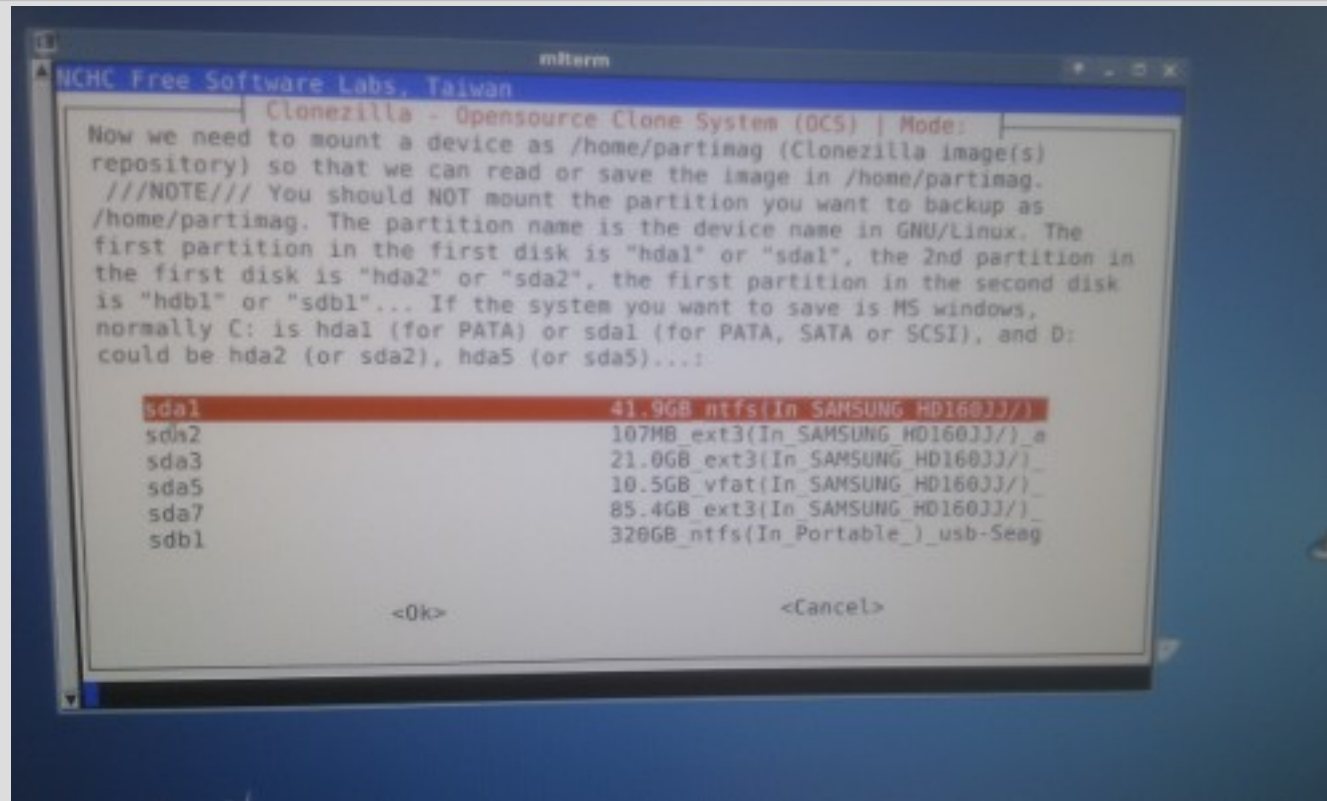 mlterm
NCHC Free Software Labs, Taiwan
Clonezilla - Opensource Clone System (OCS) | Mode:
Now we need to mount a device as /home/partimag (Clonezilla image(s)
repository) so that we can read or save the image in /home/partimag.
///NOTE/// You should NOT mount the partition you want to backup as
/home/partimag. The partition name is the device name in GNU/Linux. The
first partition in the first disk is "hda1" or "sda1", the 2nd partition in
the first disk is "hda2" or "sda2", the first partition in the second disk
is "hdb1" or "sdb1"... If the system you want to save is MS windows,
normally C: is hda1 (for PATA) or sda1 (for PATA, SATA or SCSI), and D:
could be hda2 (or sda2), hda5 (or sda5)...:
sda1 41.9GB_ntfs(In_SAMSUNG_HD160JJ/)_
sda2 107MB_ext3(In_SAMSUNG_HD160JJ/)_a
sda3 21.0GB_ext3(In_SAMSUNG_HD160JJ/)_
sda5 10.5GB_vfat(In_SAMSUNG_HD160JJ/)_
sda7 85.4GB_ext3(In_SAMSUNG_HD160JJ/)_
sdb1 320GB_ntfs(In_Portable_)_usb-Seag
<Ok> <Cancel>